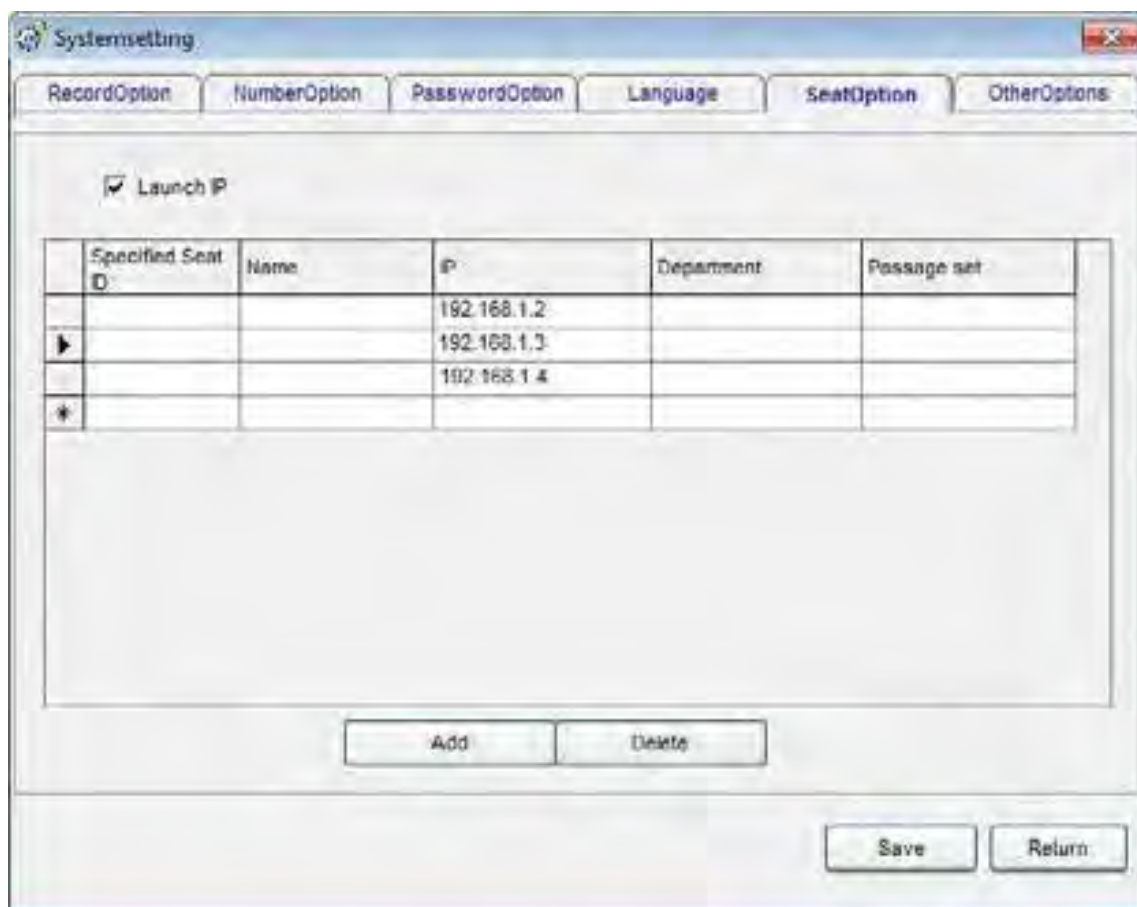 Systemsetting
RecordOption NumberOption PasswordOption Language SeatOption OtherOptions
Launch IP
Specified Seat ID Name IP Department Passage set
192.168.1.2
192.168.1.3
192.168.1.4
Add Delete
Save Return